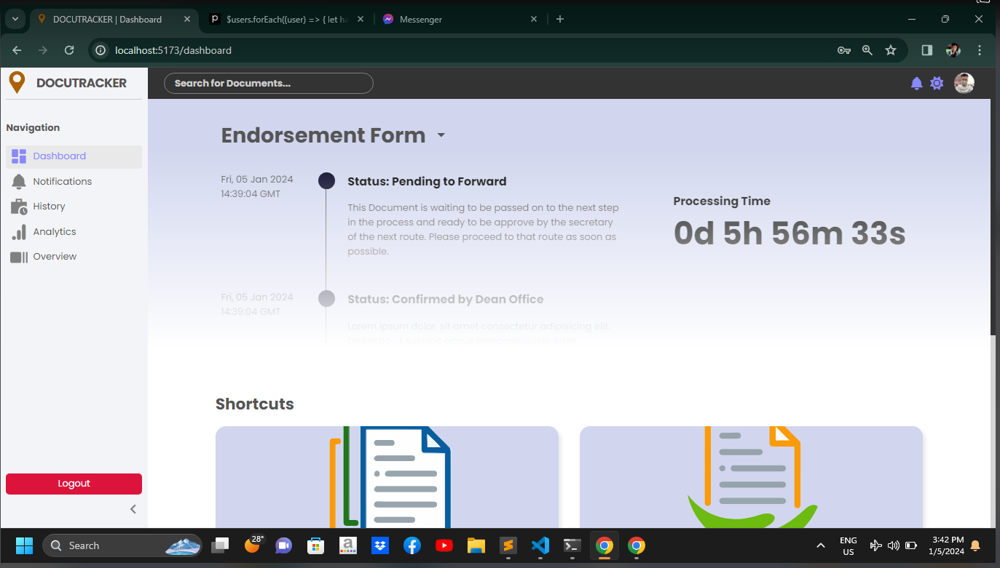 DOCUTRACKER | Dashboard
$users.forEach((user) => { let ha
Messenger
localhost:5173/dashboard
DOCUTRACKER
Search for Documents...
Navigation
Dashboard
Notifications
History
Analytics
Overview
Logout
Endorsement Form
Fri, 05 Jan 2024
14:39:04 GMT
Status: Pending to Forward
This Document is waiting to be passed on to the next step
in the process and ready to be approve by the secretary
of the next route. Please proceed to that route as soon as
possible.
Processing Time
0d 5h 56m 33s
Fri, 05 Jan 2024
14:39:04 GMT
Status: Confirmed by Dean Office
Lorem ipsum dolor, sit amet consectetur adipisicing elit.
Shortcuts
Search
28°
ENG
US
3:42 PM
1/5/2024